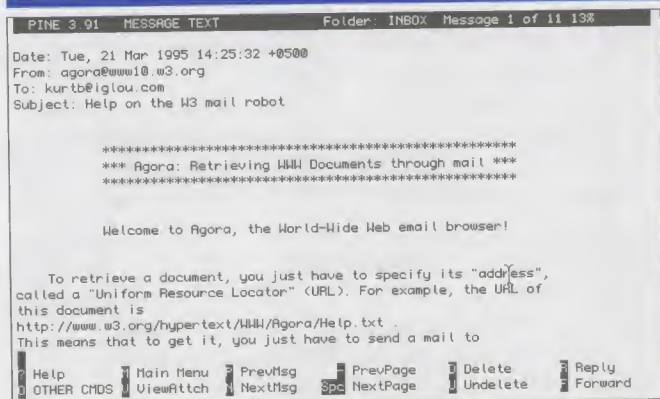 PINE 3.91 MESSAGE TEXT Folder: INBOX Message 1 of 11 13%
Date: Tue, 21 Mar 1995 14:25:32 +0500
From: agora@www10.w3.org
To: kurtb@iglou.com
Subject: Help on the W3 mail robot
****************************************************
*** Agora: Retrieving WWW Documents through mail ***
****************************************************
Welcome to Agora, the World-Wide Web email browser!
To retrieve a document, you just have to specify its "address",
called a "Uniform Resource Locator" (URL). For example, the URL of
this document is
http://www.w3.org/hypertext/WWW/Agora/Help.txt .
This means that to get it, you just have to send a mail to
? Help M Main Menu P PrevMsg - PrevPage D Delete R Reply
O OTHER CMDS V ViewAttch N NextMsg Spc NextPage U Undelete F Forward